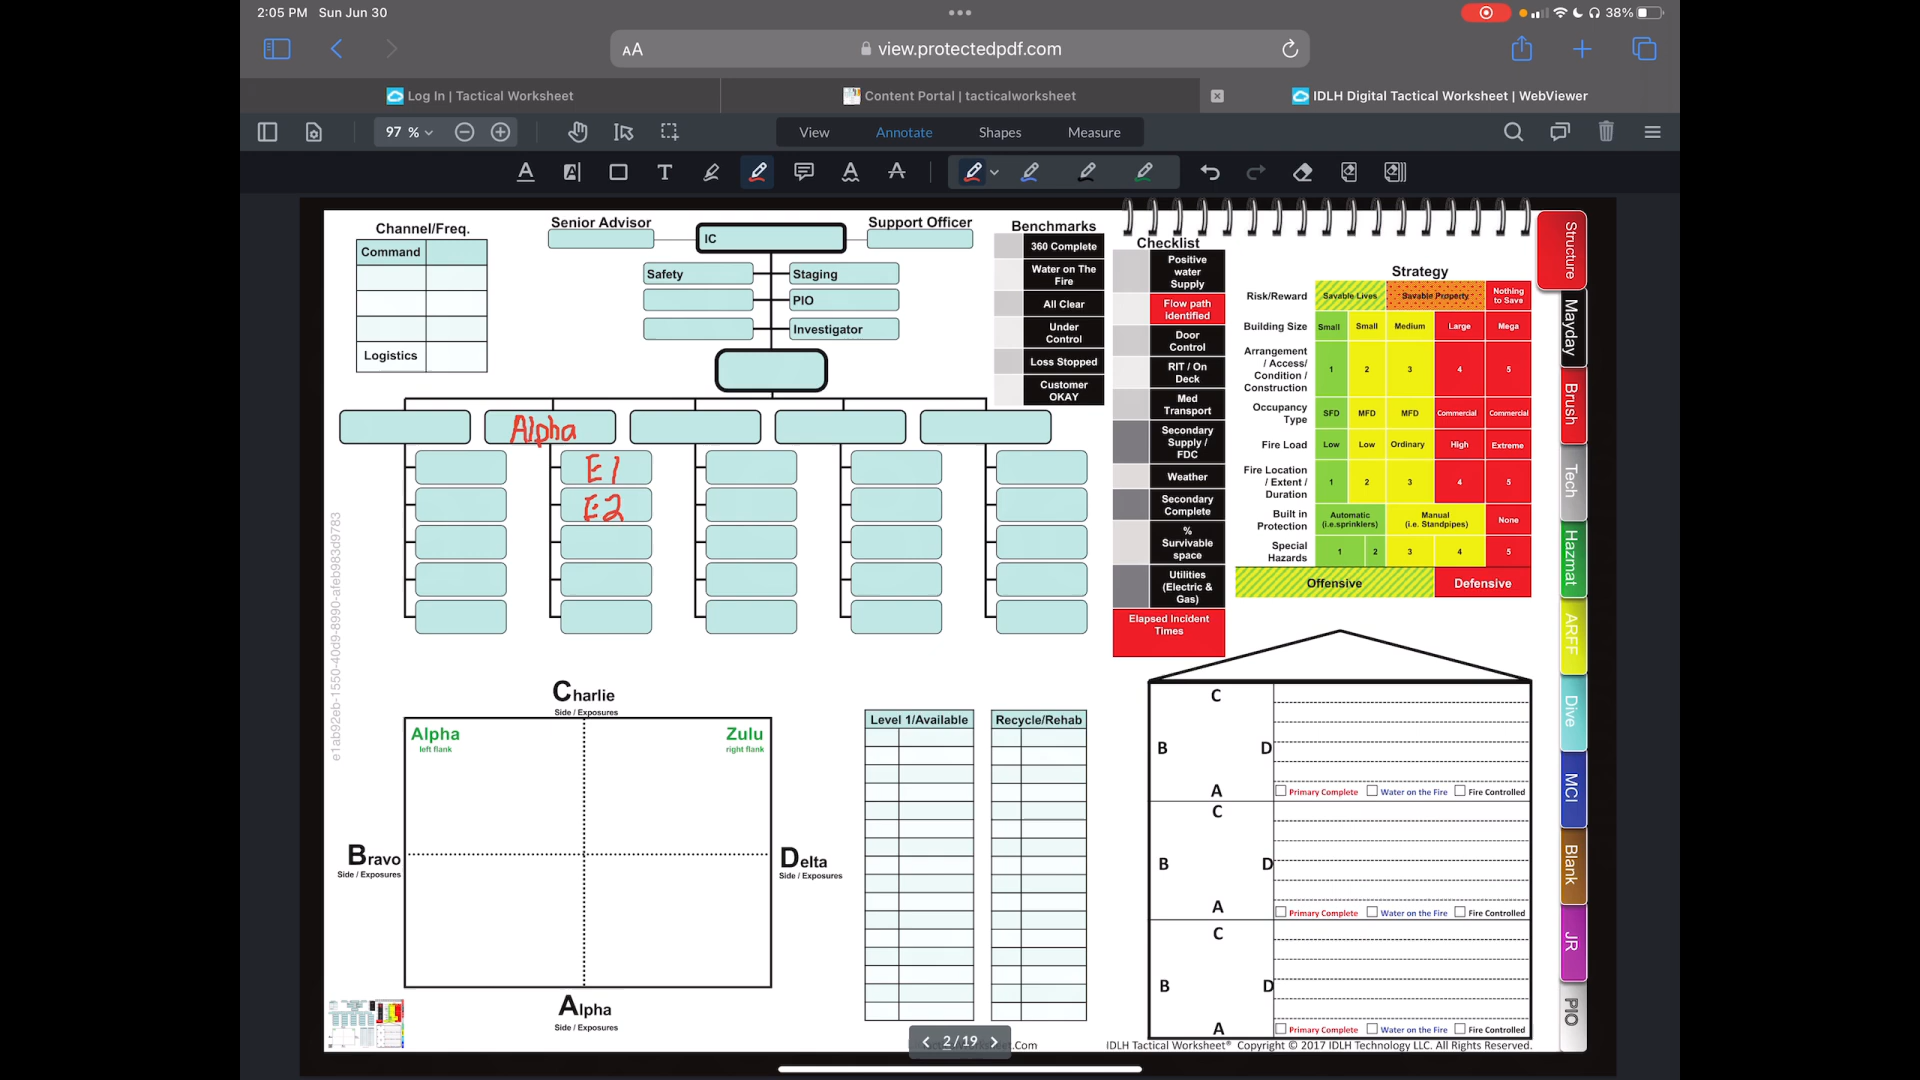 2:05 PM Sun Jun 30
38%
AA view.protectedpdf.com
Log In | Tactical Worksheet
Content Portal | tacticalworksheet
IDLH Digital Tactical Worksheet | WebViewer
97 %
View Annotate Shapes Measure
Channel/Freq.
Command
Logistics
Senior Advisor
IC
Support Officer
Safety
Staging
PIO
Investigator
Alpha
E1
E2
Benchmarks
360 Complete
Water on The
Fire
All Clear
Under
Control
Loss Stopped
Customer
OKAY
Checklist
Positive
water
Supply
Flow path
identified
Door
Control
RIT / On
Deck
Med
Transport
Secondary
Supply /
FDC
Weather
Secondary
Complete
%
Survivable
space
Utilities
(Electric &
Gas)
Elapsed Incident
Times
Strategy
Risk/Reward Savable Lives Savable Property Nothing
to Save
Building Size Small Small Medium Large Mega
Arrangement
/ Access/
Condition /
Construction
1 2 3 4 5
Occupancy
Type
SFD MFD MFD Commercial Commercial
Fire Load Low Low Ordinary High Extreme
Fire Location
/ Extent /
Duration
1 2 3 4 5
Built in
Protection
Automatic
(i.e.sprinklers)
Manual
(i.e. Standpipes)
None
Special
Hazards
1 2 3 4 5
Offensive Defensive
Structure
Mayday
Brush
Tech
Hazmat
ARFF
Dive
MCI
Blank
JR
PIO
e1ab92eb-1550-40d9-8990-afeb983d9783
Charlie
Side / Exposures
Alpha
left flank
Zulu
right flank
Bravo
Side / Exposures
Delta
Side / Exposures
Alpha
Side / Exposures
Level 1/Available
Recycle/Rehab
C
B D
A
Primary Complete Water on the Fire Fire Controlled
C
B D
A
Primary Complete Water on the Fire Fire Controlled
C
B D
A
Primary Complete Water on the Fire Fire Controlled
2 / 19
.Com
IDLH Tactical Worksheet® Copyright © 2017 IDLH Technology LLC. All Rights Reserved.